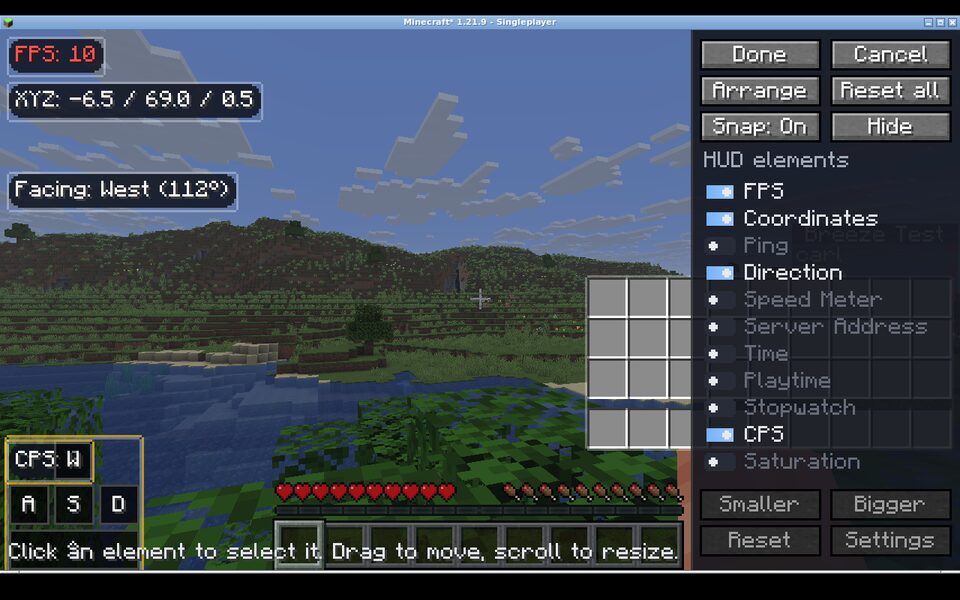 Minecraft* 1.21.9 - Singleplayer
FPS: 10
XYZ: -6.5 / 69.0 / 0.5
Facing: West (112°)
Done
Cancel
Arrange
Reset all
Snap: On
Hide
HUD elements
FPS
Coordinates
Ping
Direction
Speed Meter
Server Address
Time
Playtime
Stopwatch
CPS
Saturation
Smaller
Bigger
Reset
Settings
CPS W
A S D
Click an element to select it. Drag to move, scroll to resize.